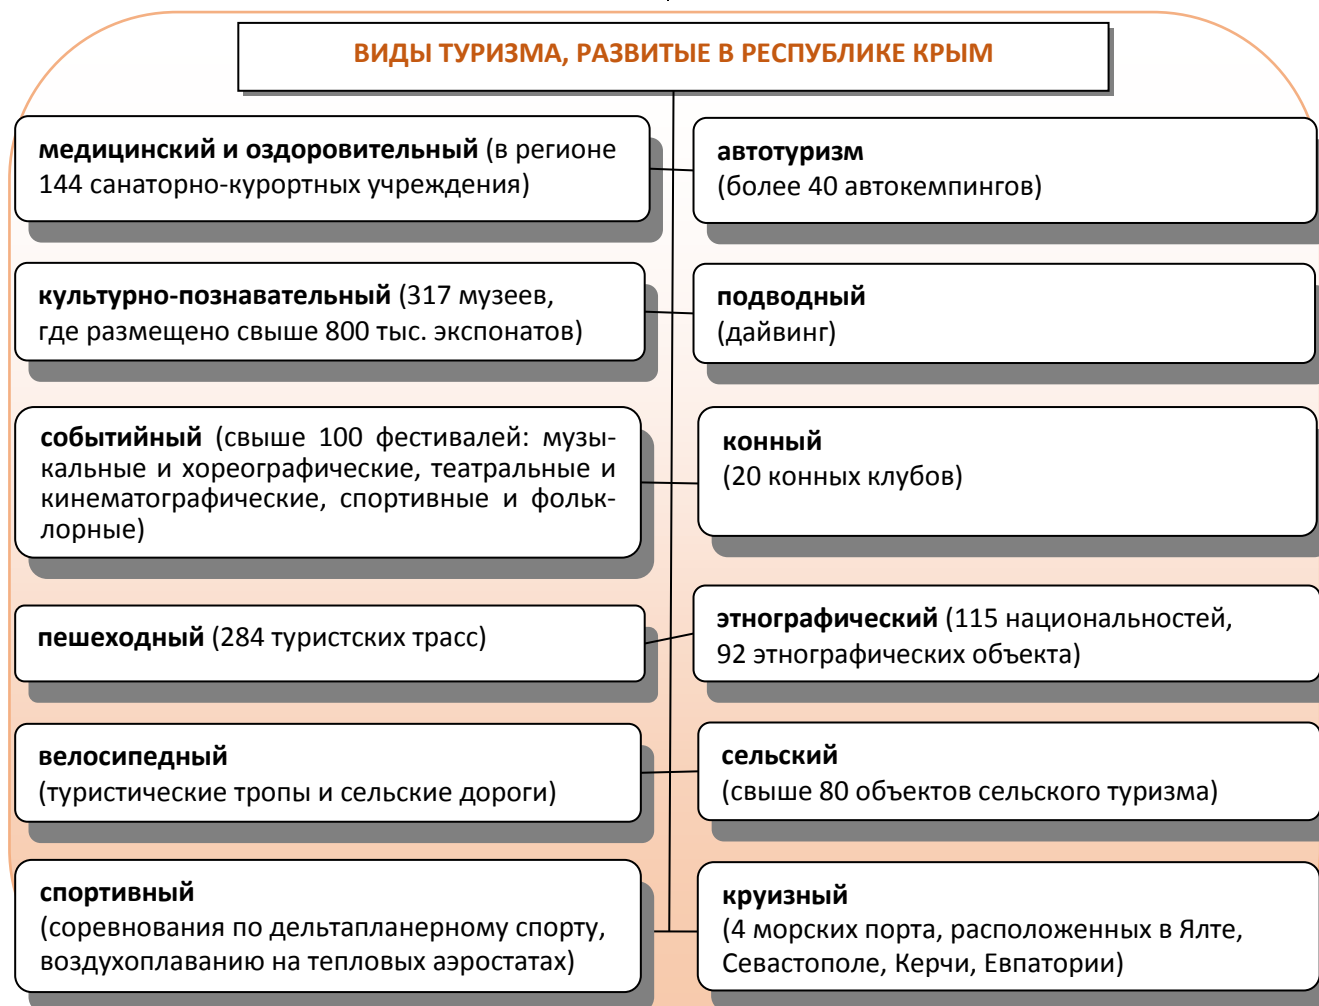 ВИДЫ ТУРИЗМА, РАЗВИТЫЕ В РЕСПУБЛИКЕ КРЫМ
медицинский и оздоровительный (в регионе
144 санаторно-курортных учреждения)
автотуризм
(более 40 автокемпингов)
культурно-познавательный (317 музеев,
где размещено свыше 800 тыс. экспонатов)
подводный
(дайвинг)
событийный (свыше 100 фестивалей: музы-
кальные и хореографические, театральные и
кинематографические, спортивные и фольк-
лорные)
конный
(20 конных клубов)
пешеходный (284 туристских трасс)
этнографический (115 национальностей,
92 этнографических объекта)
велосипедный
(туристические тропы и сельские дороги)
сельский
(свыше 80 объектов сельского туризма)
спортивный
(соревнования по дельтапланерному спорту,
воздухоплаванию на тепловых аэростатах)
круизный
(4 морских порта, расположенных в Ялте,
Севастополе, Керчи, Евпатории)